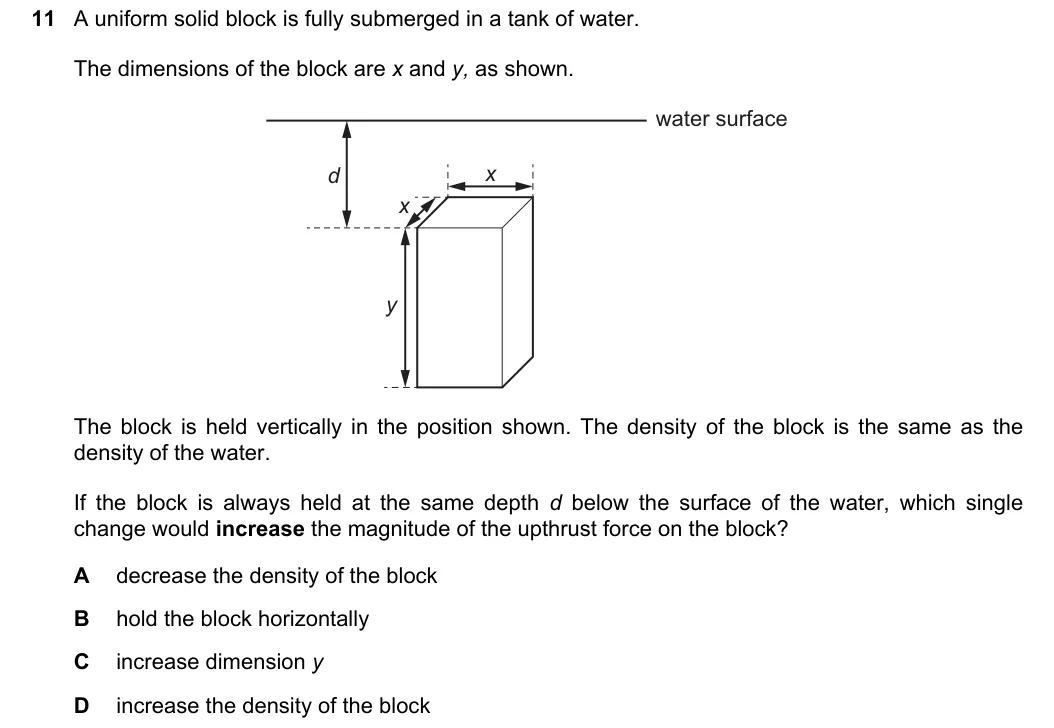 11 A uniform solid block is fully submerged in a tank of water.
The dimensions of the block are x and y, as shown.
water surface
d
x
x
y
The block is held vertically in the position shown. The density of the block is the same as the
density of the water.
If the block is always held at the same depth d below the surface of the water, which single
change would increase the magnitude of the upthrust force on the block?
A decrease the density of the block
B hold the block horizontally
C increase dimension y
D increase the density of the block